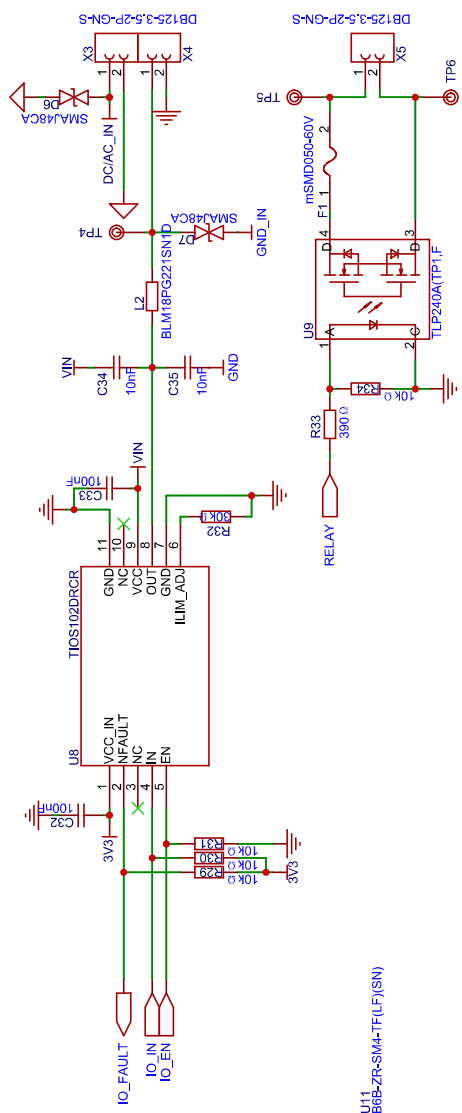 DB125-3.5-2P-GN-S
DB125-3.5-2P-GN-S
X3
X4
X5
1
2
1
2
1
2
D6
SMAJ48CA
DC/AC_IN
TP5
TP6
TP4
SMAJ48CA
D7
GND_IN
mSMD050-60V
F1
1
2
L2
BLM18PG221SN1D
U9
TLP240A(TP1,F
4
D
3
D
1
A
2
C
VIN
C34
10nF
C35
10nF
GND
R34
10kΩ
R33
390Ω
RELAY
C33
100nF
VIN
R32
30kΩ
TIOS102DRCR
U8
11
10
9
8
7
6
GND
NC
VCC
OUT
GND
ILIM_ADJ
VCC_IN
NFAULT
NC
IN
EN
1
2
3
4
5
C32
100nF
3V3
R31
10kΩ
R30
10kΩ
R29
10kΩ
3V3
IO_FAULT
IO_IN
IO_EN
U11
B6B-ZR-SM4-TF(LF)(SN)